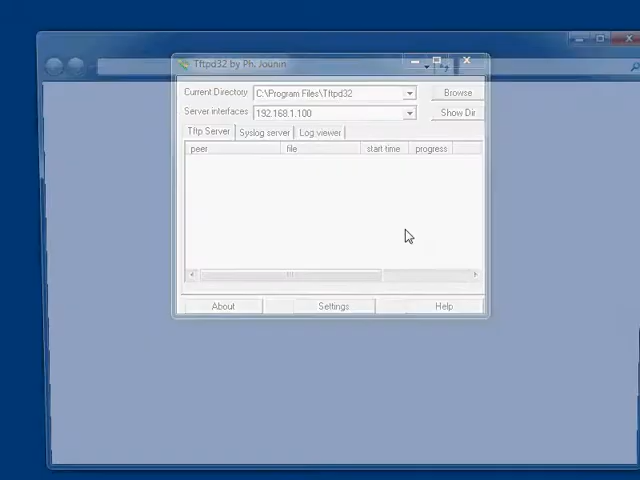 Tftpd32 by Ph. Jounin
Current Directory C:\Program Files\Tftpd32 Browse
Server interfaces 192.168.1.100 Show Dir
Tftp Server Syslog server Log viewer
peer file start time progress
About Settings Help